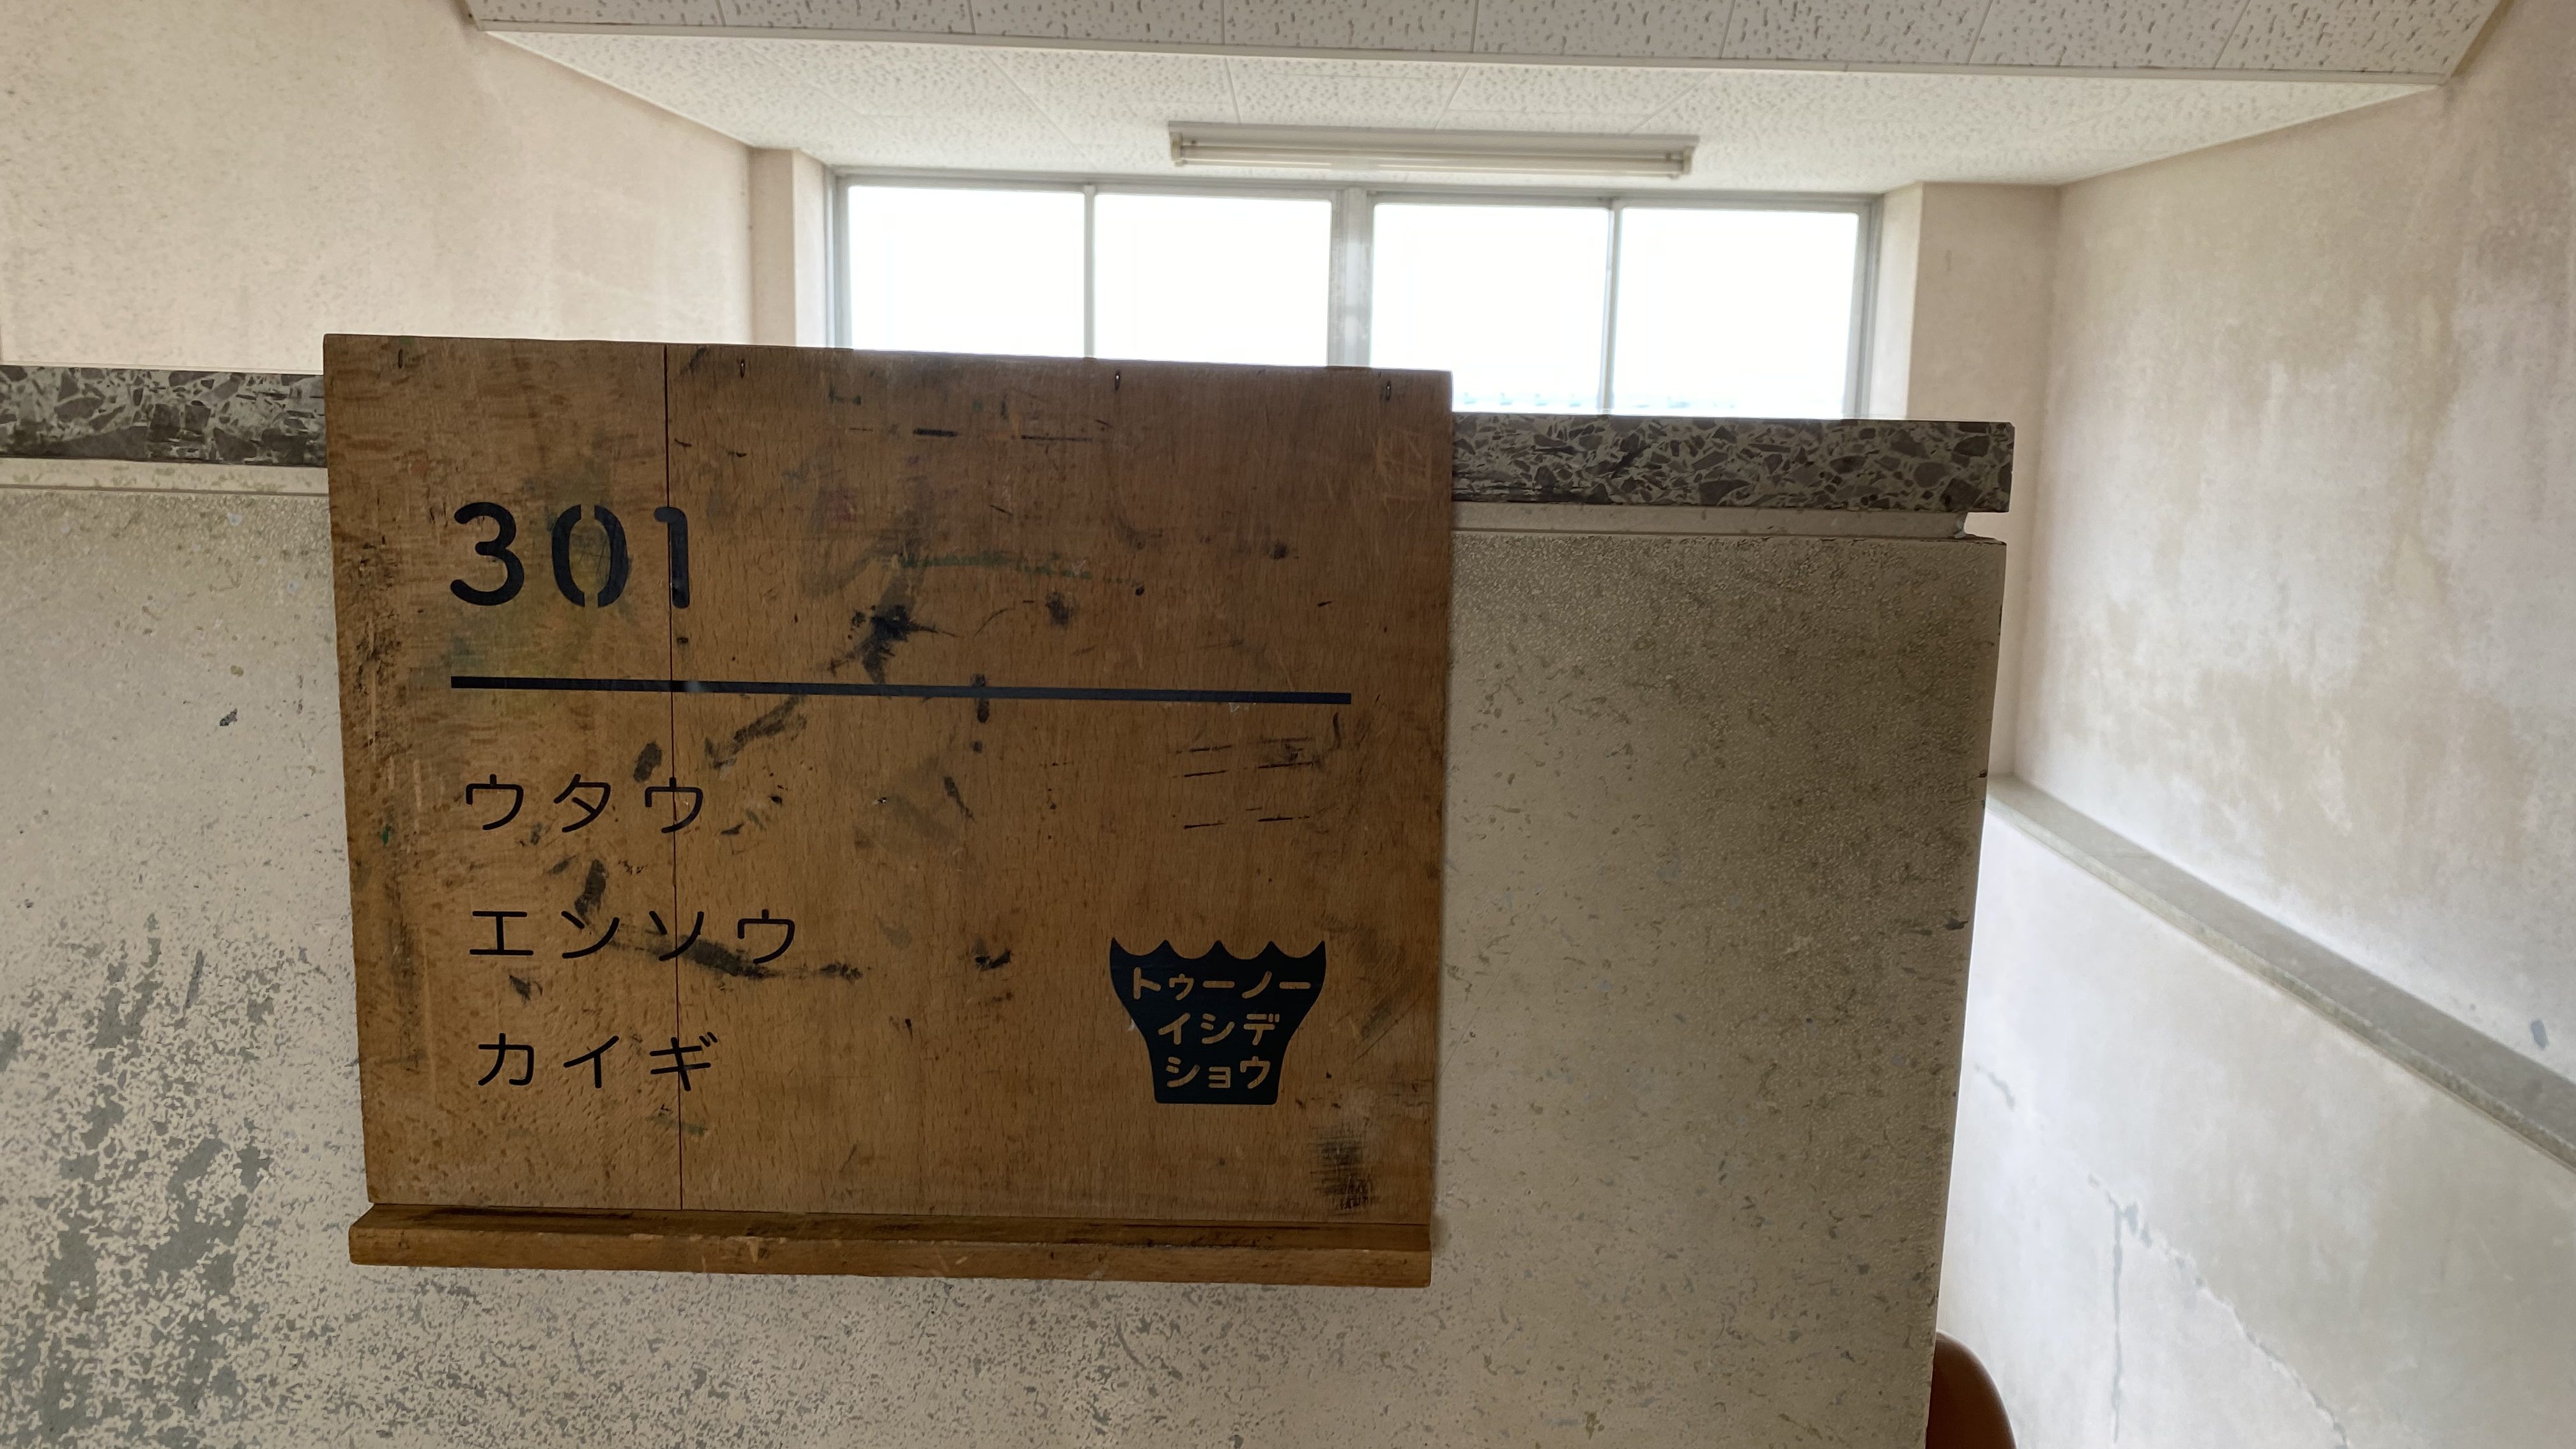 301
ウタウ
エンソウ
カイギ
トゥーノー
イシデ
ショウ